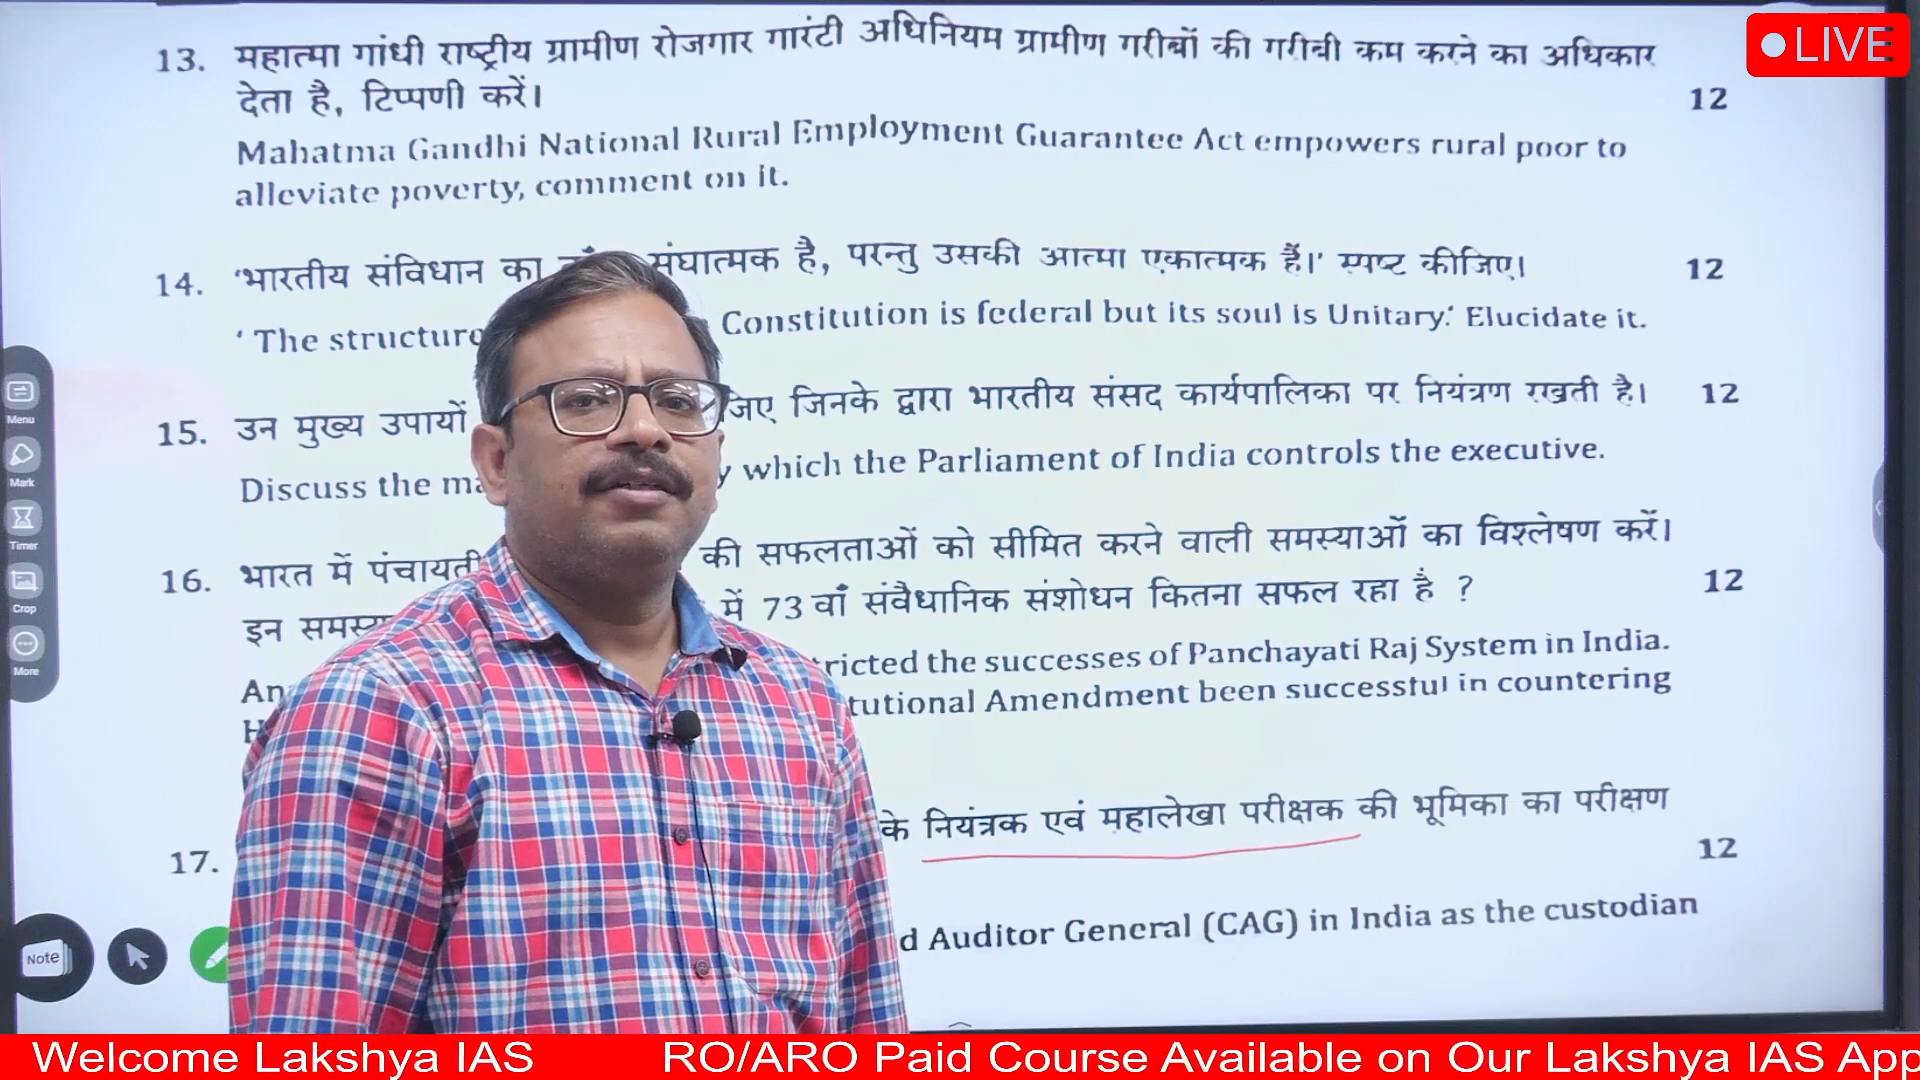 LIVE
13. महात्मा गांधी राष्ट्रीय ग्रामीण रोजगार गारंटी अधिनियम ग्रामीण गरीबों की गरीबी कम करने का अधिकार
देता है, टिप्पणी करें। 12
Mahatma Gandhi National Rural Employment Guarantee Act empowers rural poor to
alleviate poverty, comment on it.
14. 'भारतीय संविधान का संघात्मक है, परन्तु उसकी आत्मा एकात्मक है।' स्पष्ट कीजिए। 12
' The structure Constitution is federal but its soul is Unitary.' Elucidate it.
15. उन मुख्य उपायों जिनके द्वारा भारतीय संसद कार्यपालिका पर नियंत्रण रखती है। 12
Discuss the which the Parliament of India controls the executive.
16. भारत में पंचायती की सफलताओं को सीमित करने वाली समस्याओं का विश्लेषण करें।
इन में 73वाँ संवैधानिक संशोधन कितना सफल रहा है ? 12
the successes of Panchayati Raj System in India.
Amendment been successful in countering
17. के नियंत्रक एवं महालेखा परीक्षक की भूमिका का परीक्षण
12
Auditor General (CAG) in India as the custodian
Menu
Mark
Timer
Crop
More
Note
Welcome Lakshya IAS RO/ARO Paid Course Available on Our Lakshya IAS App